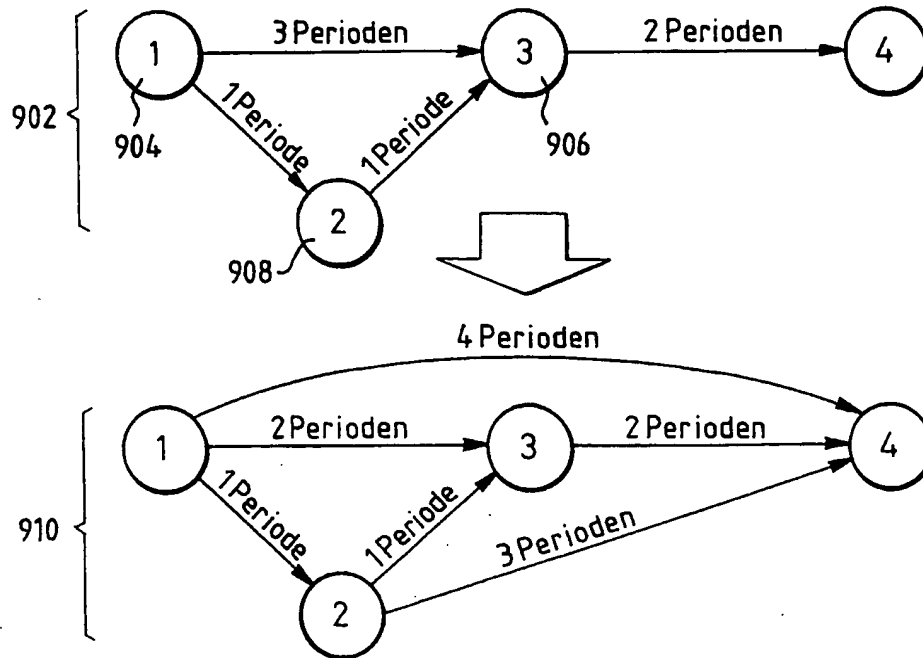 1
3 Perioden
3
2 Perioden
4
902
904
1 Periode
1 Periode
906
2
908
4 Perioden
1
2 Perioden
3
2 Perioden
4
910
1 Periode
1 Periode
3 Perioden
2